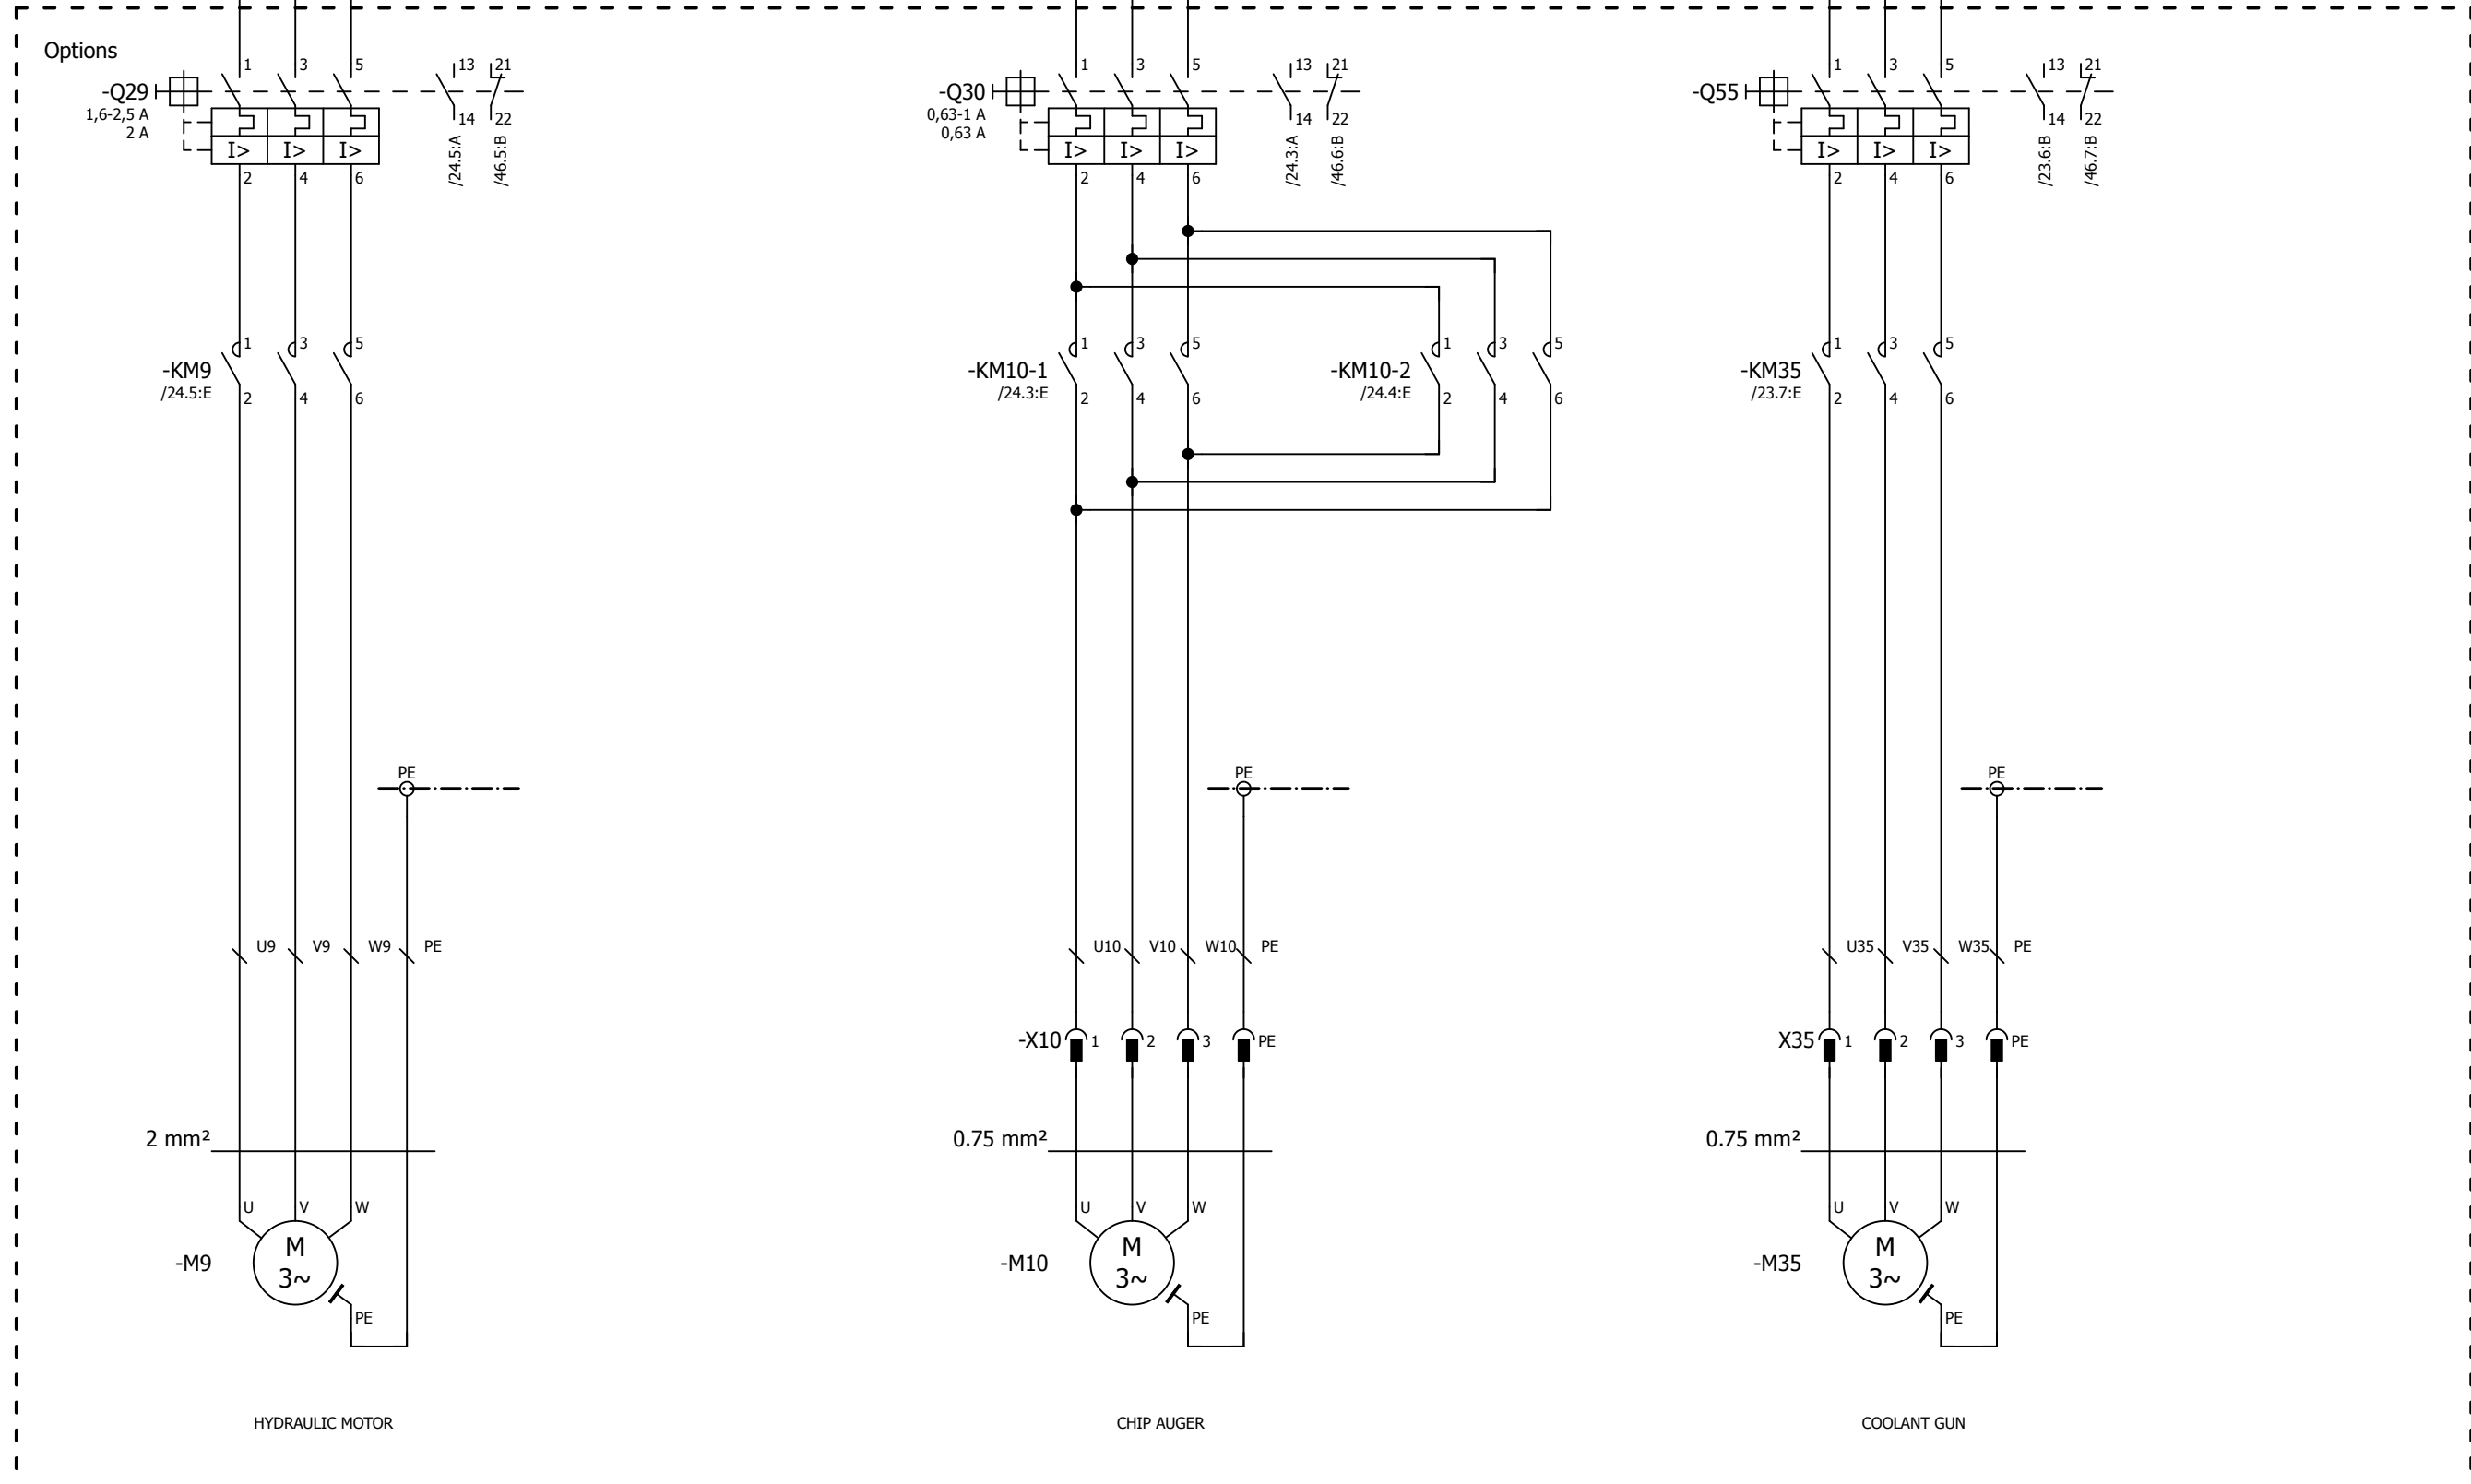 Options
1 3 5 13 21
-Q29
1,6-2,5 A
2 A
14 22
I> I> I>
2 4 6
/24.5:A
/46.5:B
1 3 5 13 21
-Q30
0,63-1 A
0,63 A
14 22
I> I> I>
2 4 6
/24.3:A
/46.6:B
1 3 5 13 21
-Q55
14 22
I> I> I>
2 4 6
/23.6:B
/46.7:B
1 3 5
-KM9
/24.5:E
2 4 6
1 3 5
-KM10-1
/24.3:E
2 4 6
1 3 5
-KM10-2
/24.4:E
2 4 6
1 3 5
-KM35
/23.7:E
2 4 6
PE
PE
PE
U9 V9 W9 PE
U10 V10 W10 PE
U35 V35 W35 PE
-X10 1 2 3 PE
X35 1 2 3 PE
2 mm²
0.75 mm²
0.75 mm²
U V W
-M9
M
3~
PE
U V W
-M10
M
3~
PE
U V W
-M35
M
3~
PE
HYDRAULIC MOTOR
CHIP AUGER
COOLANT GUN